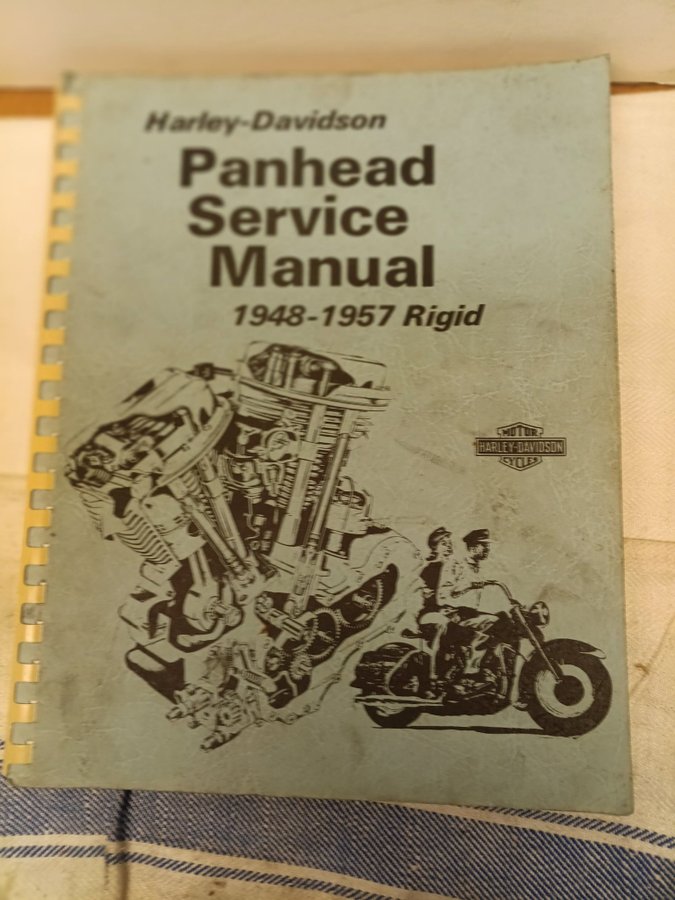 Harley-Davidson
Panhead
Service
Manual
1948-1957 Rigid
MOTOR
HARLEY-DAVIDSON
CYCLES